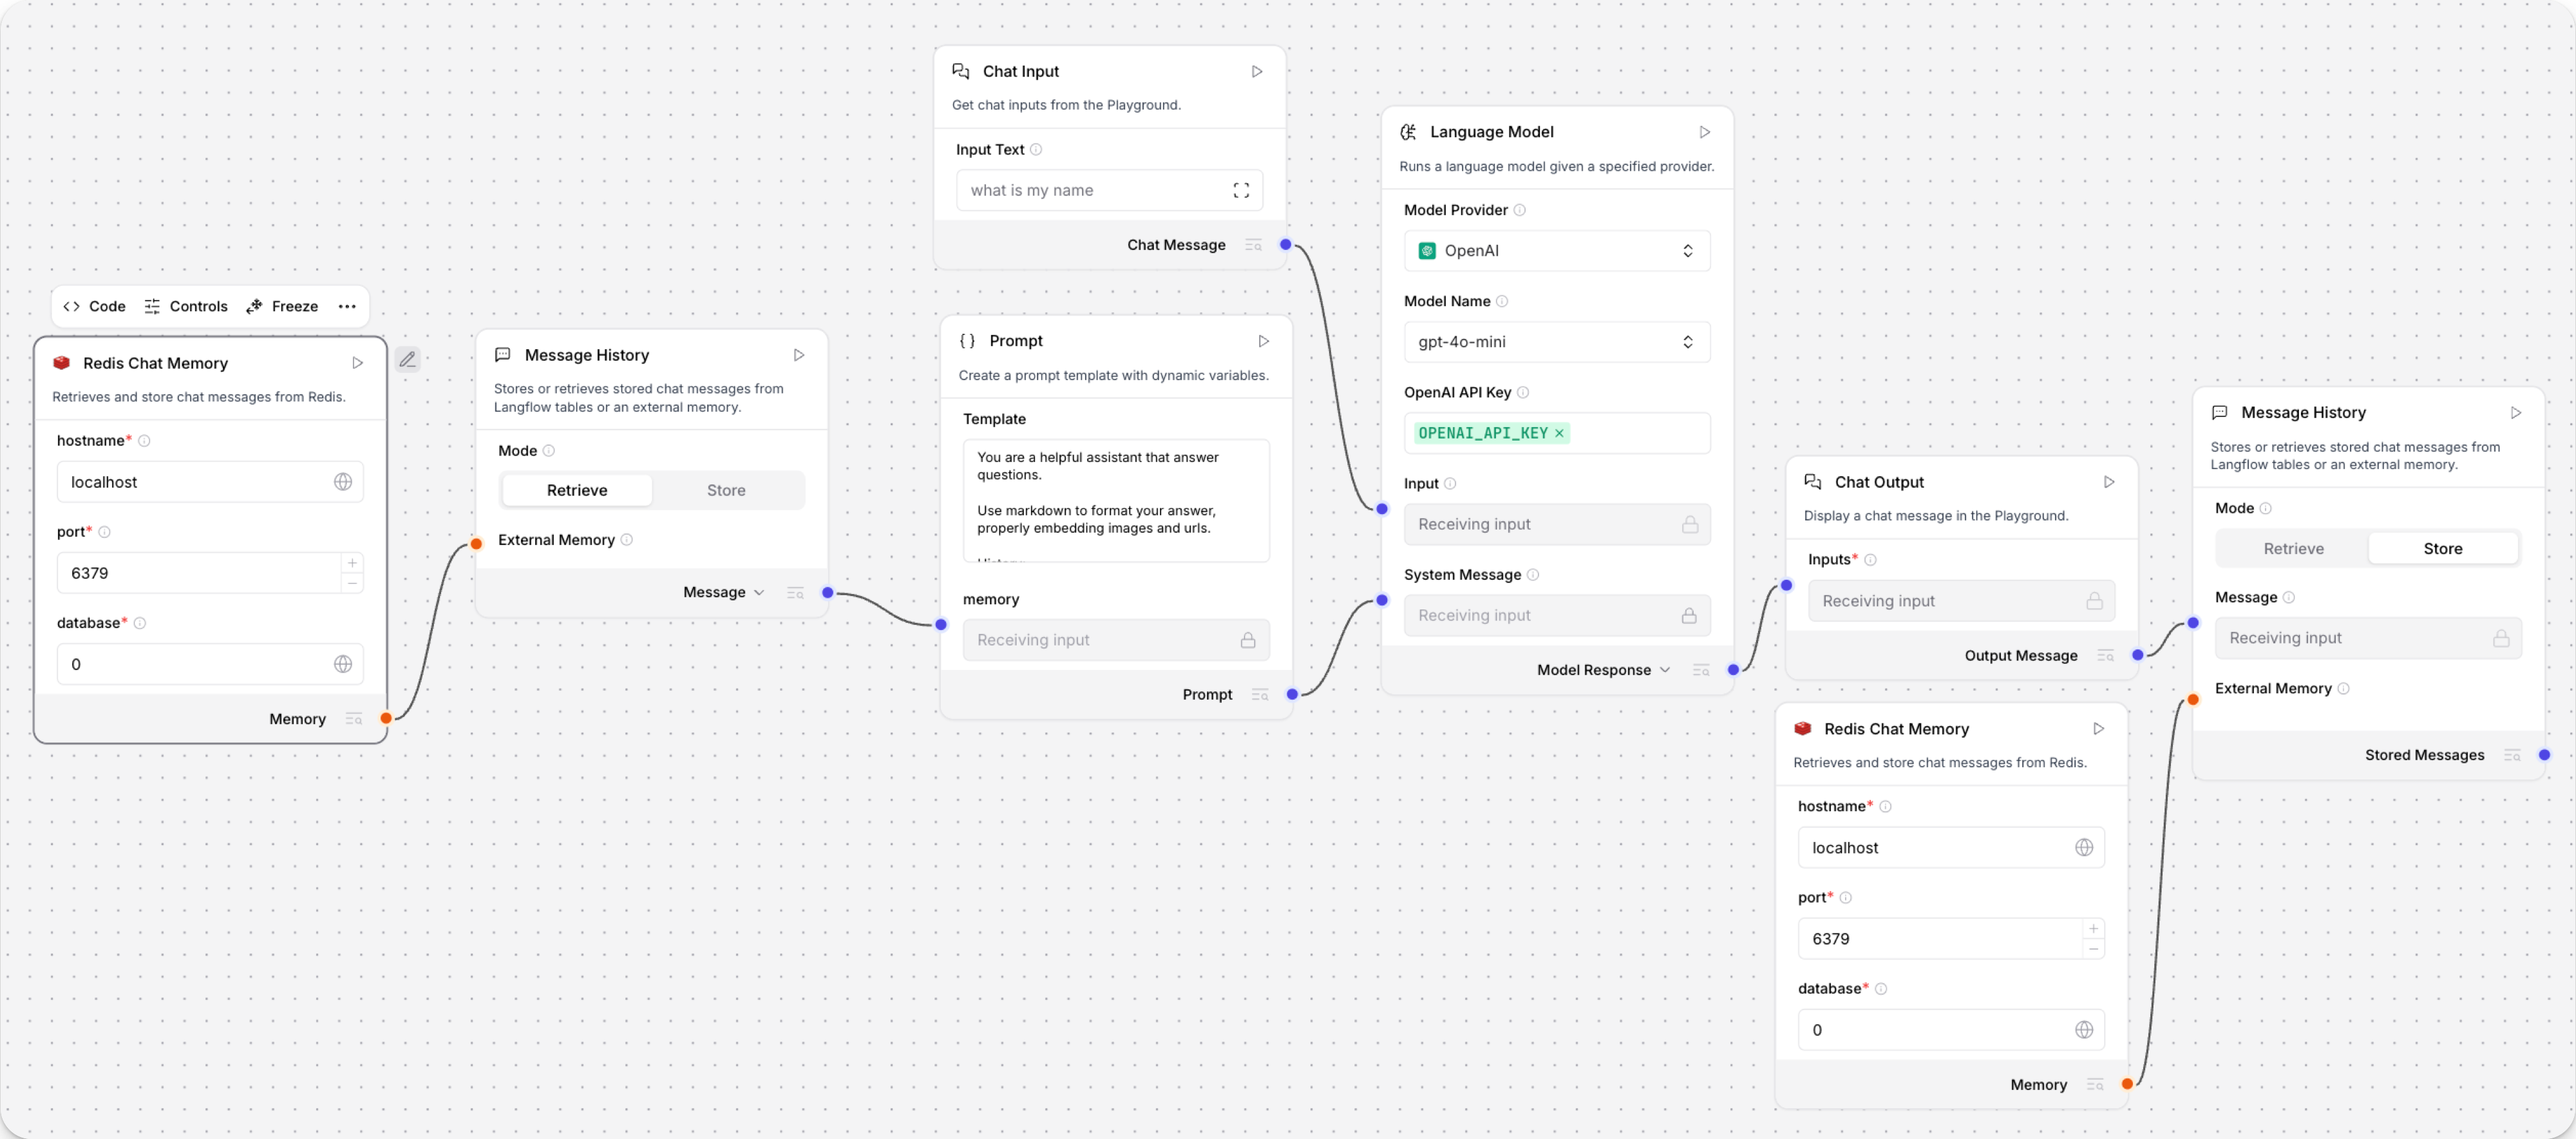 Code
Controls
Freeze
Redis Chat Memory
Retrieves and store chat messages from Redis.
hostname*
localhost
port*
6379
database*
0
Memory
Message History
Stores or retrieves stored chat messages from
Langflow tables or an external memory.
Mode
Retrieve
Store
External Memory
Message
Chat Input
Get chat inputs from the Playground.
Input Text
what is my name
Chat Message
Prompt
Create a prompt template with dynamic variables.
Template
You are a helpful assistant that answer
questions.
Use markdown to format your answer,
properly embedding images and urls.
memory
Receiving input
Prompt
Language Model
Runs a language model given a specified provider.
Model Provider
OpenAI
Model Name
gpt-4o-mini
OpenAI API Key
OPENAI_API_KEY ×
Input
Receiving input
System Message
Receiving input
Model Response
Chat Output
Display a chat message in the Playground.
Inputs*
Receiving input
Output Message
Redis Chat Memory
Retrieves and store chat messages from Redis.
hostname*
localhost
port*
6379
database*
0
Memory
Message History
Stores or retrieves stored chat messages from
Langflow tables or an external memory.
Mode
Retrieve
Store
Message
Receiving input
External Memory
Stored Messages